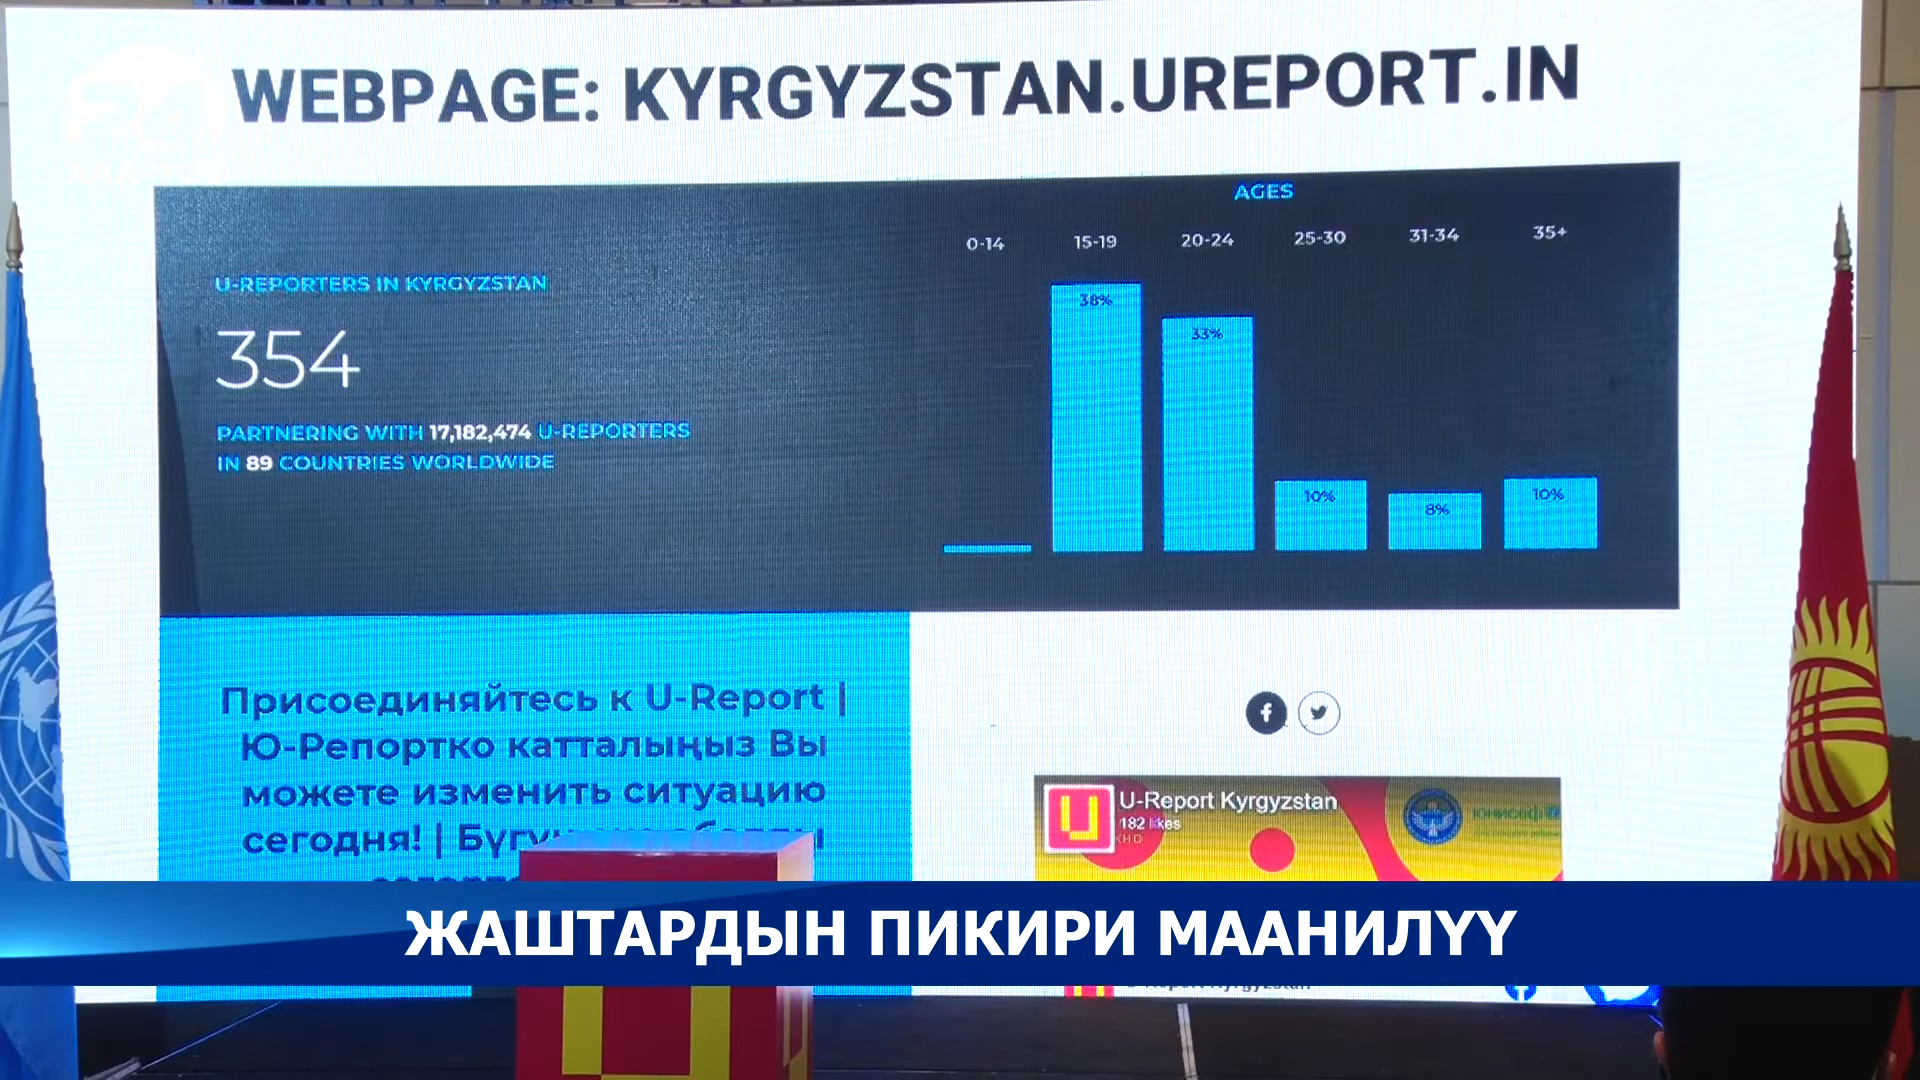 WEBPAGE: KYRGYZSTAN.UREPORT.IN
AGES
0-14 15-19 20-24 25-30 31-34 35+
U-REPORTERS IN KYRGYZSTAN
38%
33%
354
PARTNERING WITH 17,182,474 U-REPORTERS
IN 89 COUNTRIES WORLDWIDE
10% 8% 10%
Присоединяйтесь к U-Report |
Ю-Репортко катталыңыз Вы
можете изменить ситуацию
сегодня! |
U-Report Kyrgyzstan
182 likes
ЮНИСЕФ
ЖАШТАРДЫН ПИКИРИ МААНИЛҮҮ